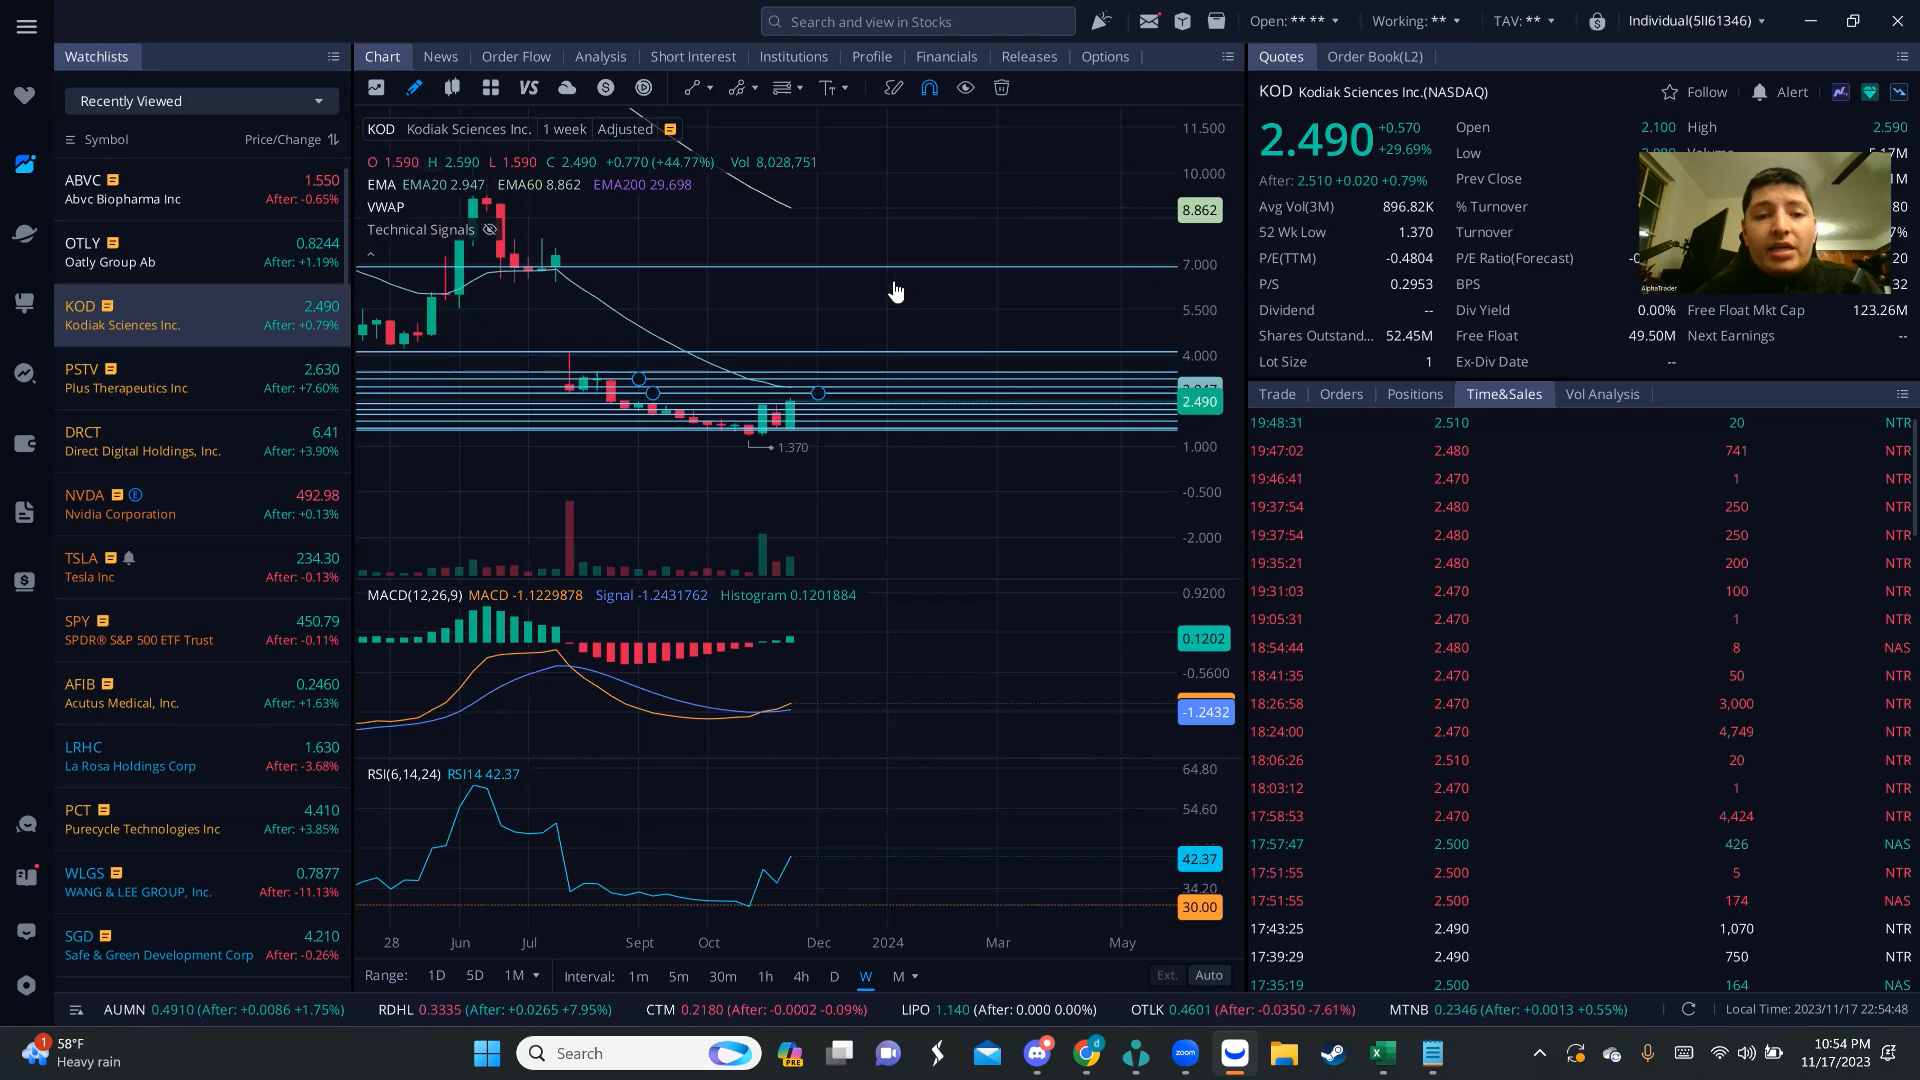 Search and view in Stocks
Open: ** **
Working: **
TAV: **
Individual(5II61346)
Watchlists
Chart
News
Order Flow
Analysis
Short Interest
Institutions
Profile
Financials
Releases
Options
Quotes
Order Book(L2)
Recently Viewed
Symbol
Price/Change
ABVC
1.550
Abvc Biopharma Inc
After: -0.65%
OTLY
0.8244
Oatly Group Ab
After: +1.19%
KOD
2.490
Kodiak Sciences Inc.
After: +0.79%
PSTV
2.630
Plus Therapeutics Inc
After: +7.60%
DRCT
6.41
Direct Digital Holdings, Inc.
After: +3.90%
NVDA
E
492.98
Nvidia Corporation
After: +0.13%
TSLA
234.30
Tesla Inc
After: -0.13%
SPY
450.79
SPDR® S&P 500 ETF Trust
After: -0.11%
AFIB
0.2460
Acutus Medical, Inc.
After: +1.63%
LRHC
1.630
La Rosa Holdings Corp
After: -3.68%
PCT
4.410
Purecycle Technologies Inc
After: +3.85%
WLGS
0.7877
WANG & LEE GROUP, Inc.
After: -11.13%
SGD
4.210
Safe & Green Development Corp
After: -0.26%
VS
KOD Kodiak Sciences Inc. 1 week Adjusted
O 1.590 H 2.590 L 1.590 C 2.490 +0.770 (+44.77%) Vol 8,028,751
EMA EMA20 2.947 EMA60 8.862 EMA200 29.698
VWAP
Technical Signals
11.500
10.000
8.862
7.000
5.500
4.000
2.490
1.000
-0.500
-2.000
1.370
MACD(12,26,9) MACD -1.1229878 Signal -1.2431762 Histogram 0.1201884
0.9200
0.1202
-0.5600
-1.2432
RSI(6,14,24) RSI14 42.37
64.80
54.60
42.37
34.20
30.00
28
Jun
Jul
Sept
Oct
Dec
2024
Mar
May
Range: 1D 5D 1M
Interval: 1m 5m 30m 1h 4h D W M
Ext.
Auto
KOD Kodiak Sciences Inc.(NASDAQ)
Follow
Alert
2.490
+0.570
+29.69%
After: 2.510 +0.020 +0.79%
Open 2.100
High 2.590
Low
Prev Close
Avg Vol(3M) 896.82K
% Turnover
52 Wk Low 1.370
Turnover
P/E(TTM) -0.4804
P/E Ratio(Forecast)
P/S 0.2953
BPS
Dividend --
Div Yield 0.00%
Free Float Mkt Cap 123.26M
Shares Outstand... 52.45M
Free Float 49.50M
Next Earnings --
Lot Size 1
Ex-Div Date --
AlphaTrader
Trade
Orders
Positions
Time&Sales
Vol Analysis
19:48:31 2.510 20 NTR
19:47:02 2.480 741 NTR
19:46:41 2.470 1 NTR
19:37:54 2.470 250 NTR
19:37:54 2.480 250 NTR
19:35:21 2.480 200 NTR
19:31:03 2.470 100 NTR
19:05:31 2.470 1 NTR
18:54:44 2.480 8 NAS
18:41:35 2.470 50 NTR
18:26:58 2.470 3,000 NTR
18:24:00 2.470 4,749 NTR
18:06:26 2.510 20 NTR
18:03:12 2.470 1 NTR
17:58:53 2.470 4,424 NTR
17:57:47 2.500 426 NAS
17:51:55 2.500 5 NTR
17:51:55 2.500 174 NAS
17:43:25 2.490 1,070 NTR
17:39:29 2.490 750 NTR
17:35:19 2.500 164 NAS
AUMN 0.4910 (After: +0.0086 +1.75%)
RDHL 0.3335 (After: +0.0265 +7.95%)
CTM 0.2180 (After: -0.0002 -0.09%)
LIPO 1.140 (After: 0.000 0.00%)
OTLK 0.4601 (After: -0.0350 -7.61%)
MTNB 0.2346 (After: +0.0013 +0.55%)
Local Time: 2023/11/17 22:54:48
1
58°F
Heavy rain
Search
PRE
zoom
10:54 PM
11/17/2023